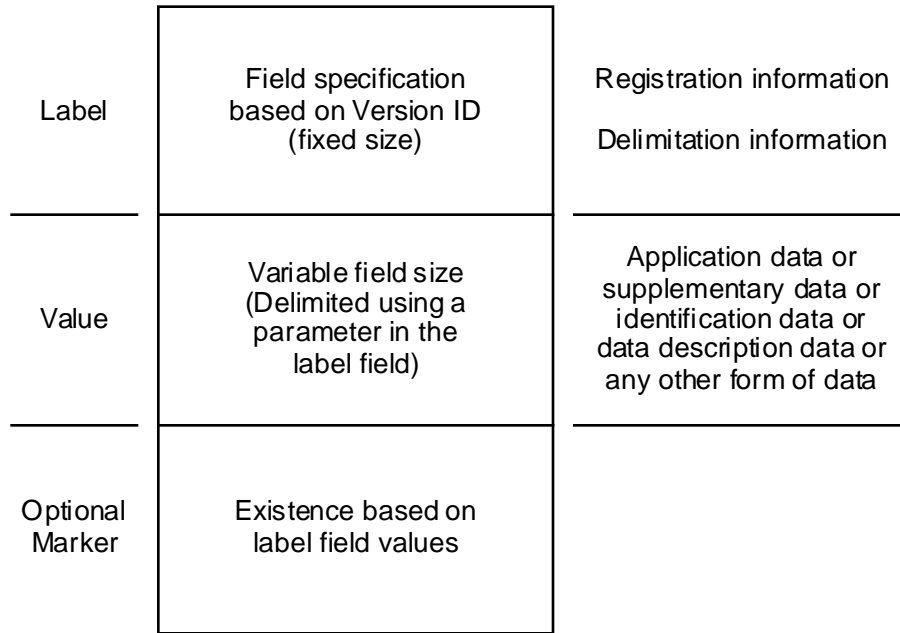 Label
Field specification
based on Version ID
(fixed size)
Registration information
Delimitation information
Value
Variable field size
(Delimited using a
parameter in the
label field)
Application data or
supplementary data or
identification data or
data description data or
any other form of data
Optional
Marker
Existence based on
label field values